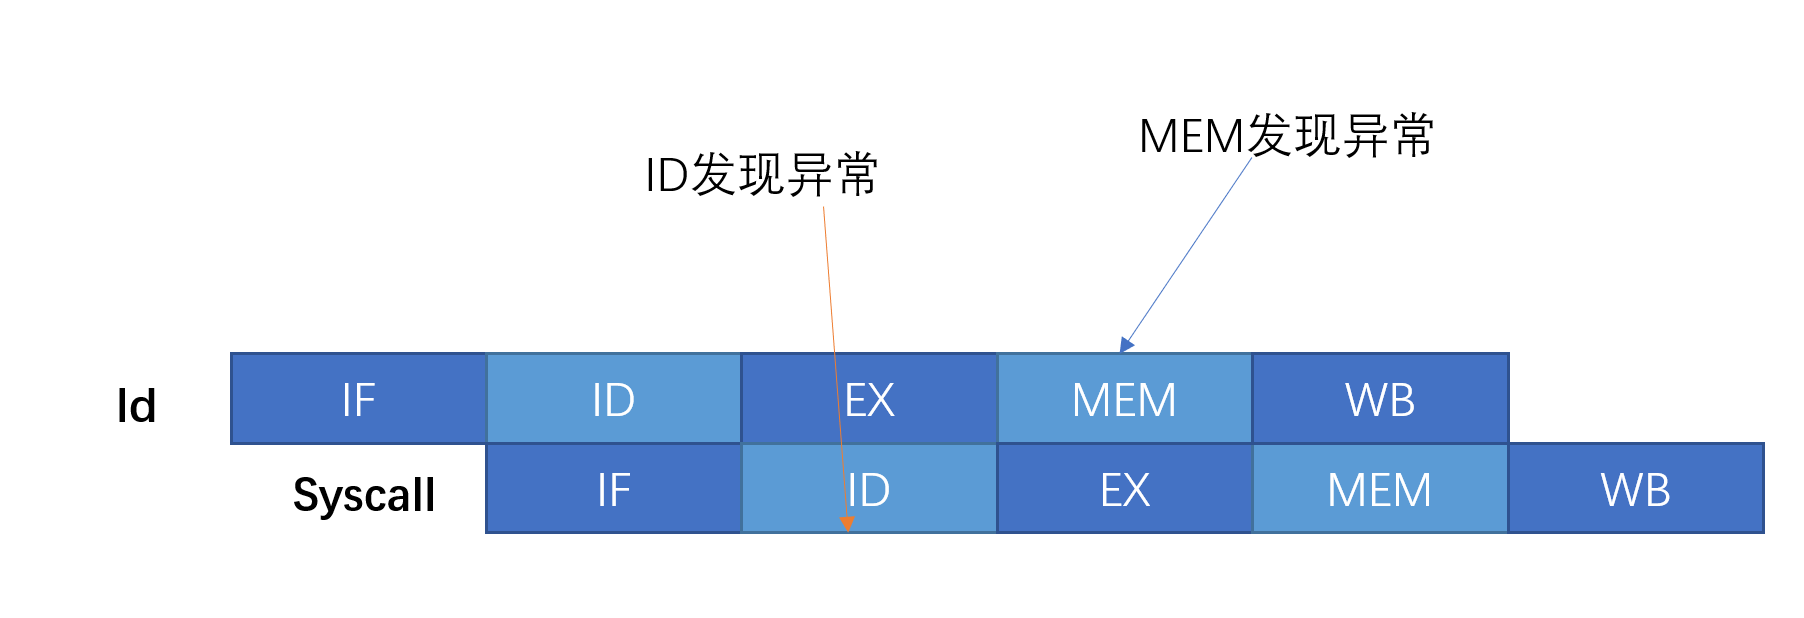 MEM发现异常
ID发现异常
ld IF ID EX MEM WB
Syscall IF ID EX MEM WB